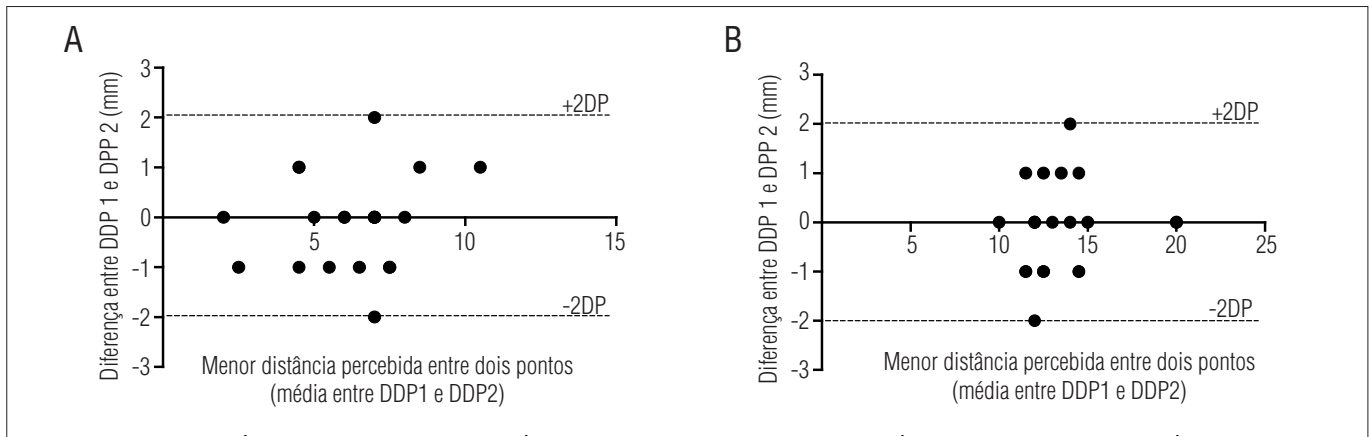 A
Diferença entre DDP 1 e DPP 2 (mm)
3
2
1
0
-1
-2
-3
+2DP
-2DP
5
10
15
Menor distância percebida entre dois pontos
(média entre DDP1 e DDP2)
B
Diferença entre DDP 1 e DPP 2 (mm)
3
2
1
0
-1
-2
-3
+2DP
-2DP
5
10
15
20
25
Menor distância percebida entre dois pontos
(média entre DDP1 e DDP2)